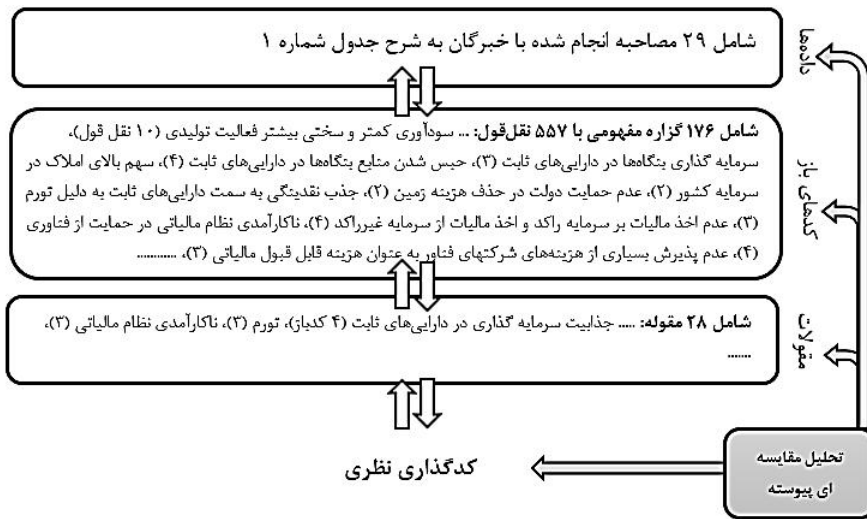 شامل ۲۹ مصاحبه انجام شده با خبرگان به شرح جدول شماره ۱
داده‌ها
شامل ۱۷۶ گزاره مفهومی با ۵۵۷ نقل‌قول: ... سودآوری کمتر و سختی بیشتر فعالیت تولیدی (۱۰ نقل قول)،
سرمایه گذاری بنگاه‌ها در دارایی‌های ثابت (۳)، حبس شدن منابع بنگاه‌ها در دارایی‌های ثابت (۴)، سهم بالای املاک در
سرمایه کشور (۲)، عدم حمایت دولت در حذف هزینه زمین (۲)، جذب نقدینگی به سمت دارایی‌های ثابت به دلیل تورم
(۳)، عدم اخذ مالیات بر سرمایه راکد و اخذ مالیات از سرمایه غیرراکد (۴)، ناکارآمدی نظام مالیاتی در حمایت از فناوری
(۴)، عدم پذیرش بسیاری از هزینه‌های شرکتهای فناور به عنوان هزینه قابل قبول مالیاتی (۳)، ............
کدهای باز
شامل ۲۸ مقوله: ..... جذابیت سرمایه گذاری در دارایی‌های ثابت (۴ کدباز)، تورم (۳)، ناکارآمدی نظام مالیاتی (۳)،
.......
مقولات
کدگذاری نظری
تحلیل مقایسه
ای پیوسته